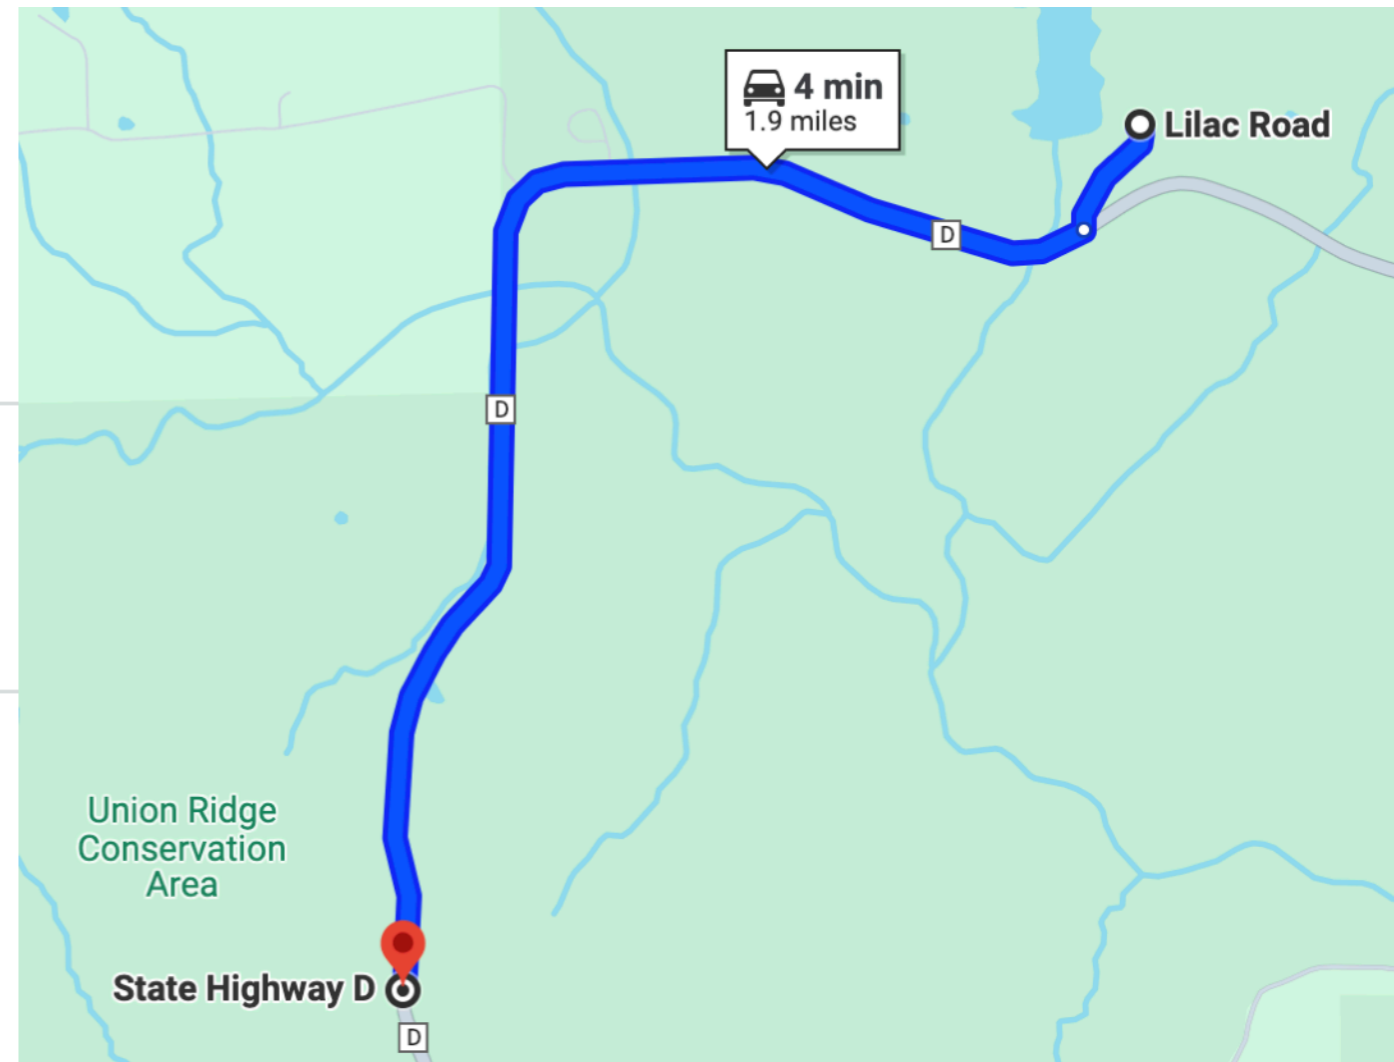 4 min
1.9 miles
Lilac Road
D
D
Union Ridge
Conservation
Area
State Highway D
D